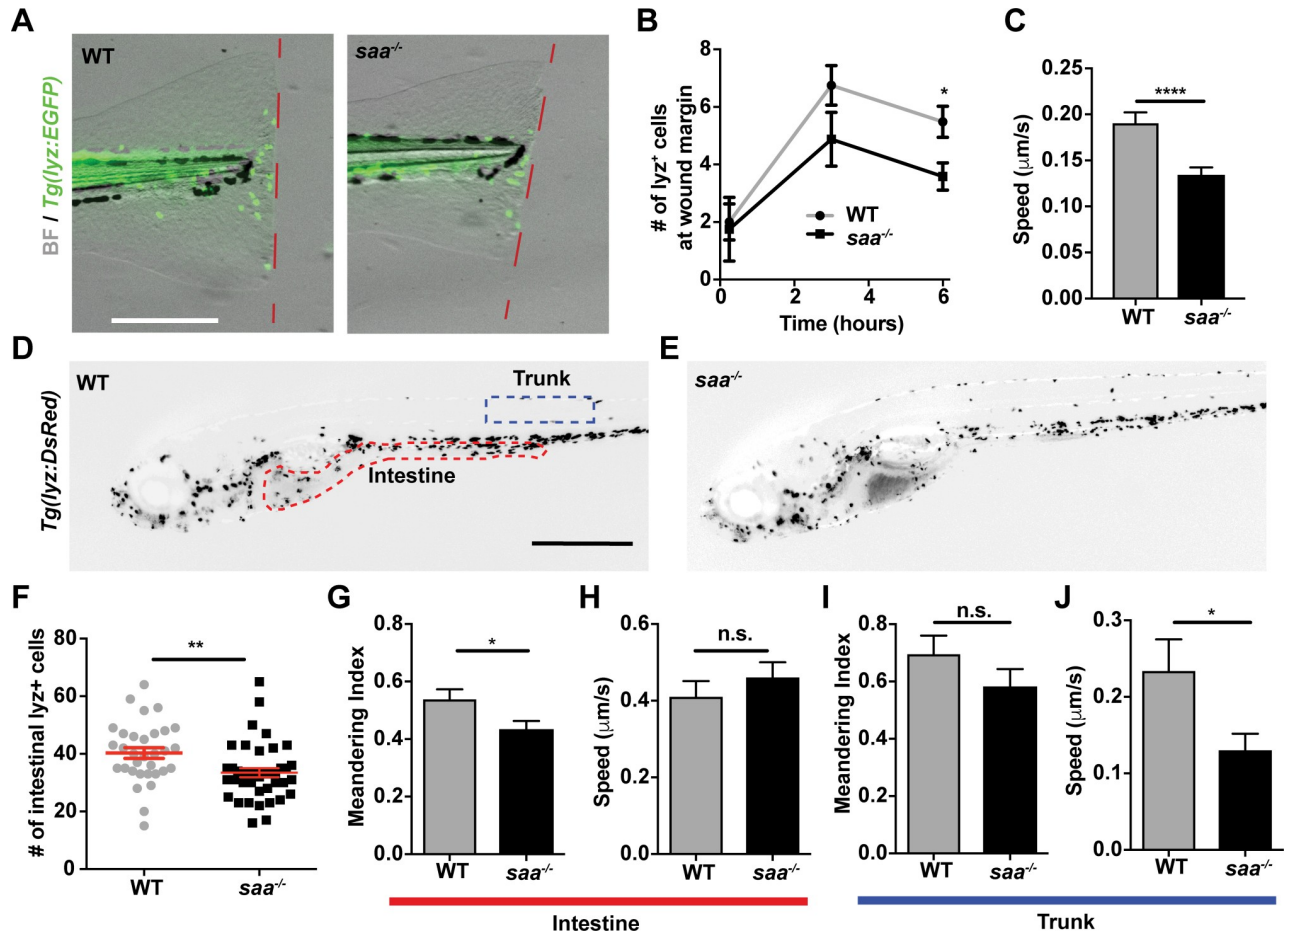 A
WT
saa-/-
BF / Tg(lyz:EGFP)
B
# of lyz+ cells
at wound margin
8
6
4
2
0
*
WT
saa-/-
0
2
4
6
Time (hours)
C
Speed (μm/s)
0.25
0.20
0.15
0.10
0.05
0.00
****
WT
saa-/-
D
WT
Tg(lyz:DsRed)
Trunk
Intestine
E
saa-/-
F
# of intestinal lyz+ cells
80
60
40
20
0
**
WT
saa-/-
G
Meandering Index
0.8
0.6
0.4
0.2
0.0
*
WT
saa-/-
H
Speed (μm/s)
0.6
0.4
0.2
0.0
n.s.
WT
saa-/-
Intestine
I
Meandering Index
0.8
0.6
0.4
0.2
0.0
n.s.
WT
saa-/-
J
Speed (μm/s)
0.3
0.2
0.1
0.0
*
WT
saa-/-
Trunk